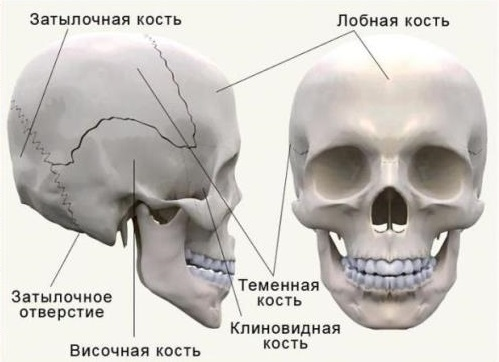 Затылочная кость
Лобная кость
Теменная
кость
Затылочное
отверстие
Клиновидная
кость
Височная кость